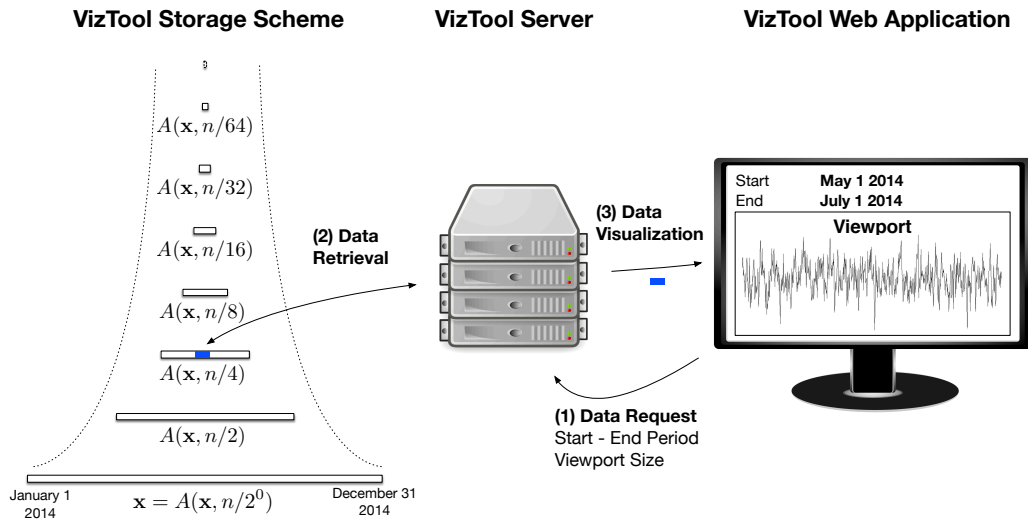 VizTool Storage Scheme
VizTool Server
VizTool Web Application
A(x, n/64)
A(x, n/32)
A(x, n/16)
A(x, n/8)
A(x, n/4)
A(x, n/2)
x = A(x, n/2⁰)
January 1
2014
December 31
2014
(2) Data
Retrieval
(3) Data
Visualization
(1) Data Request
Start - End Period
Viewport Size
Start May 1 2014
End July 1 2014
Viewport